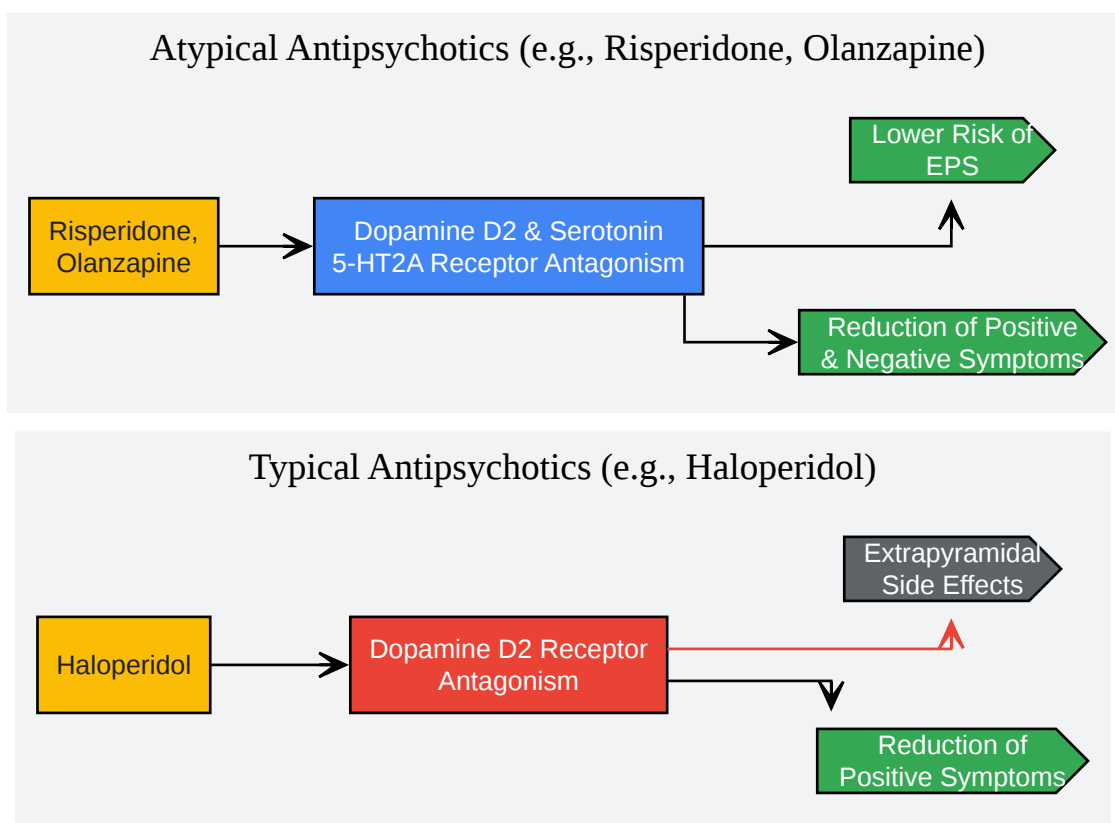 Atypical Antipsychotics (e.g., Risperidone, Olanzapine)
Lower Risk of
EPS
Risperidone,
Olanzapine
Dopamine D2 & Serotonin
5-HT2A Receptor Antagonism
Reduction of Positive
& Negative Symptoms
Typical Antipsychotics (e.g., Haloperidol)
Extrapyramidal
Side Effects
Haloperidol
Dopamine D2 Receptor
Antagonism
Reduction of
Positive Symptoms